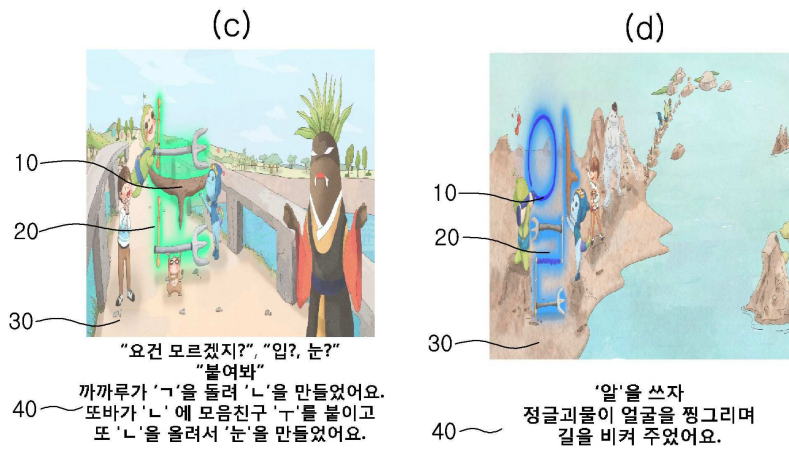 (c)
10
20
30
"요건 모르겠지?", "입?, 눈?"
"붙여봐"
까까루가 'ㄱ'을 돌려 'ㄴ'을 만들었어요.
40
또바가 'ㄴ' 에 모음친구 'ㅜ'를 붙이고
또 'ㄴ'을 올려서 '눈'을 만들었어요.
(d)
10
20
30
'알'을 쓰자
정글괴물이 얼굴을 찡그리며
40
길을 비켜 주었어요.